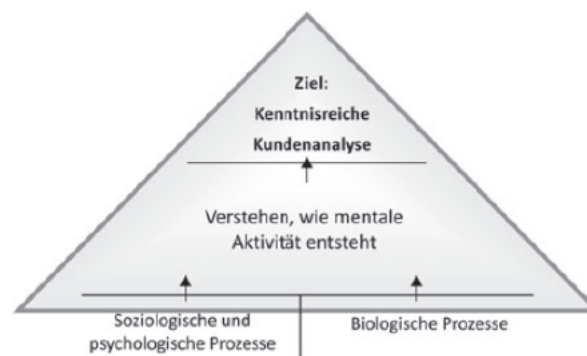 Ziel:
Kenntnisreiche
Kundenanalyse
Verstehen, wie mentale
Aktivität entsteht
Soziologische und
psychologische Prozesse
Biologische Prozesse